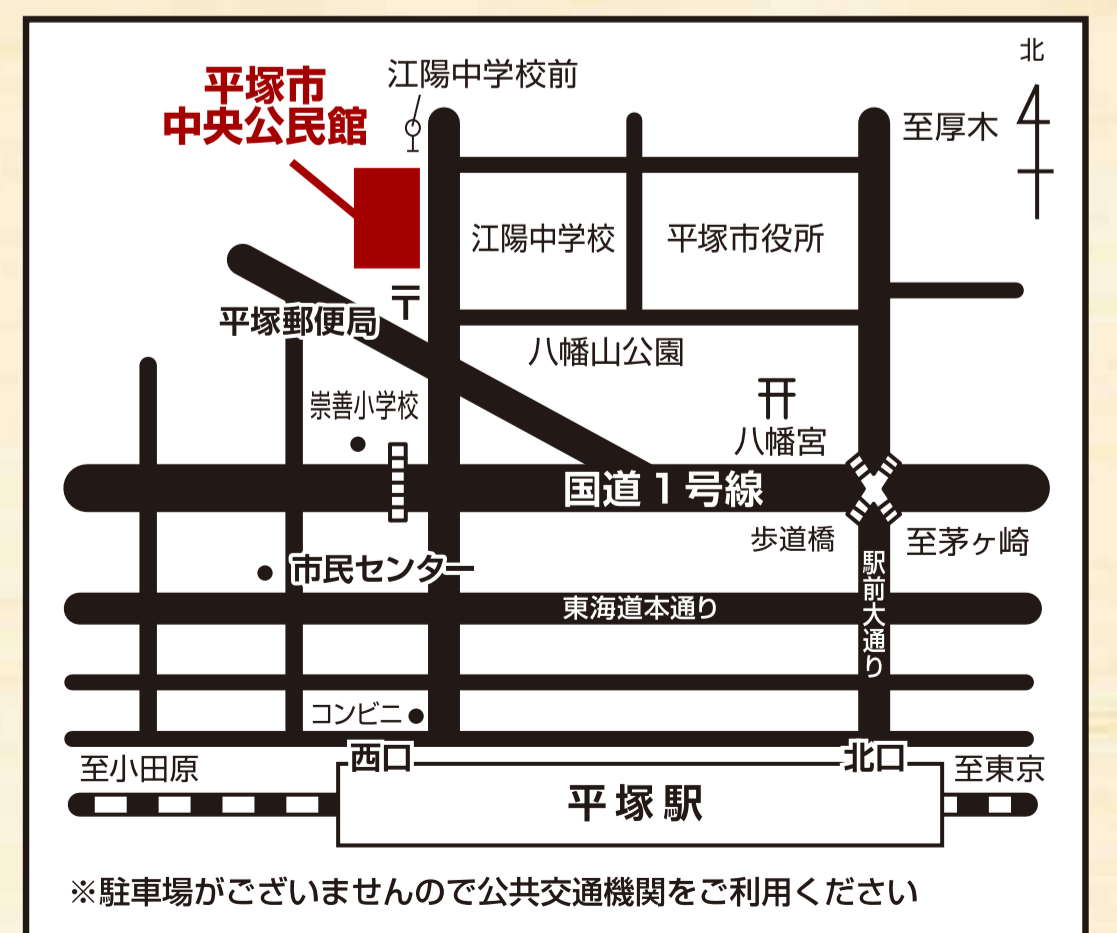 北
江陽中学校前
平塚市
中央公民館
至厚木
江陽中学校
平塚市役所
〒
平塚郵便局
八幡山公園
崇善小学校
八幡宮
国道1号線
歩道橋
至茅ヶ崎
市民センター
駅前大通り
東海道本通り
コンビニ
西口
北口
至小田原
至東京
平塚駅
※駐車場がございませんので公共交通機関をご利用ください